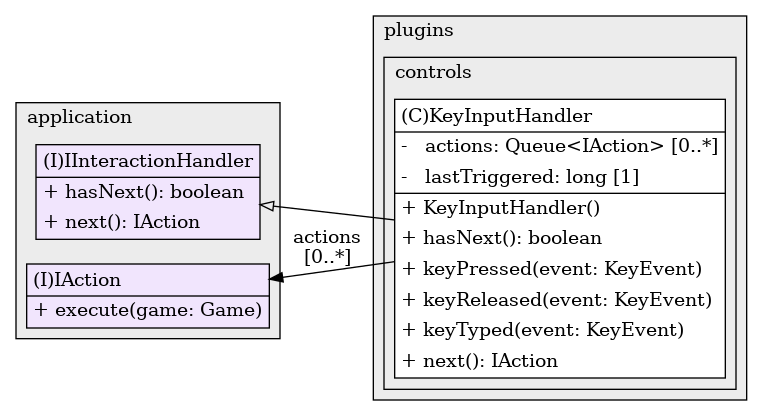 application
(I)IInteractionHandler
+ hasNext(): boolean
+ next(): IAction
(I)IAction
+ execute(game: Game)
actions
[0..*]
plugins
controls
(C)KeyInputHandler
-   actions: Queue<IAction> [0..*]
-   lastTriggered: long [1]
+ KeyInputHandler()
+ hasNext(): boolean
+ keyPressed(event: KeyEvent)
+ keyReleased(event: KeyEvent)
+ keyTyped(event: KeyEvent)
+ next(): IAction